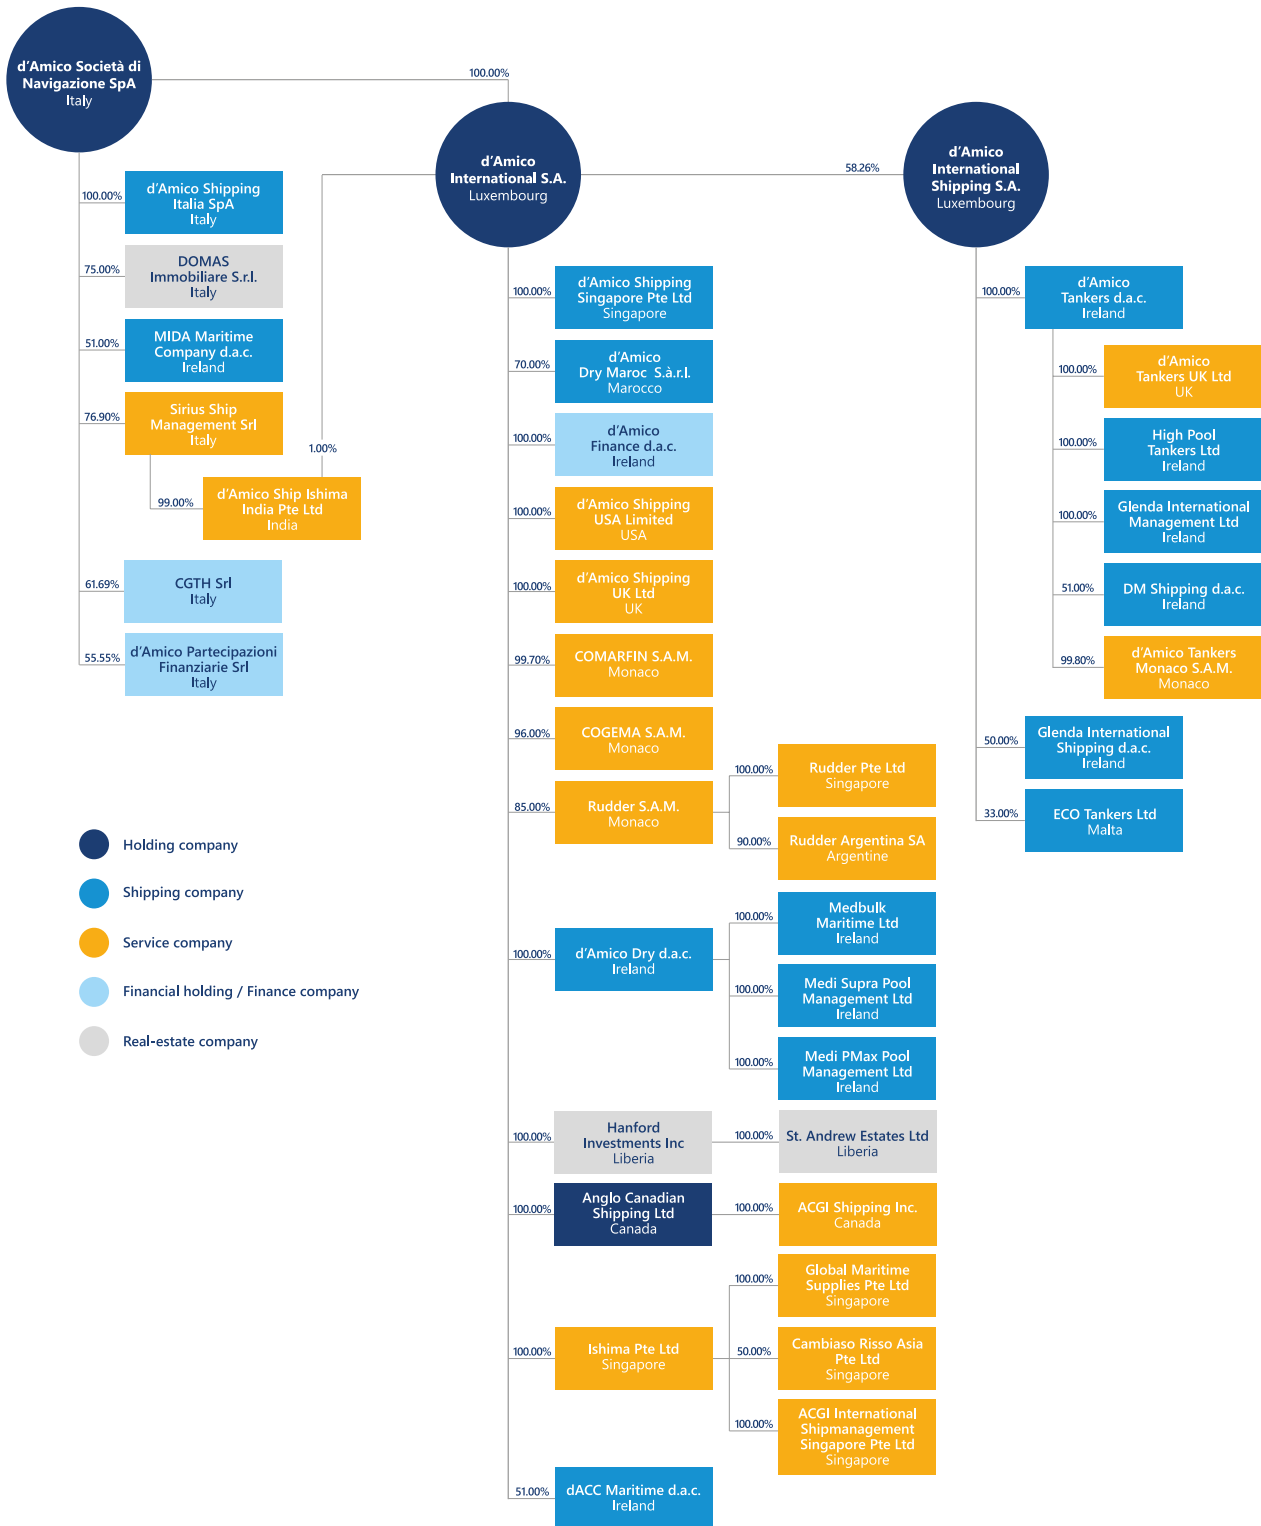 d'Amico Società di
Navigazione SpA
Italy
100.00%
d'Amico
International S.A.
Luxembourg
58.26%
d'Amico
International
Shipping S.A.
Luxembourg
100.00%
d'Amico Shipping
Italia SpA
Italy
75.00%
DOMAS
Immobiliare S.r.l.
Italy
51.00%
MIDA Maritime
Company d.a.c.
Ireland
76.90%
Sirius Ship
Management Srl
Italy
1.00%
99.00%
d'Amico Ship Ishima
India Pte Ltd
India
61.69%
CGTH Srl
Italy
55.55%
d'Amico Partecipazioni
Finanziarie Srl
Italy
100.00%
d'Amico Shipping
Singapore Pte Ltd
Singapore
70.00%
d'Amico
Dry Maroc S.à.r.l.
Marocco
100.00%
d'Amico
Finance d.a.c.
Ireland
100.00%
d'Amico Shipping
USA Limited
USA
100.00%
d'Amico Shipping
UK Ltd
UK
99.70%
COMARFIN S.A.M.
Monaco
96.00%
COGEMA S.A.M.
Monaco
85.00%
Rudder S.A.M.
Monaco
100.00%
Rudder Pte Ltd
Singapore
90.00%
Rudder Argentina SA
Argentine
100.00%
d'Amico Dry d.a.c.
Ireland
100.00%
Medbulk
Maritime Ltd
Ireland
100.00%
Medi Supra Pool
Management Ltd
Ireland
100.00%
Medi PMax Pool
Management Ltd
Ireland
100.00%
Hanford
Investments Inc
Liberia
100.00%
St. Andrew Estates Ltd
Liberia
100.00%
Anglo Canadian
Shipping Ltd
Canada
100.00%
ACGI Shipping Inc.
Canada
100.00%
Ishima Pte Ltd
Singapore
100.00%
Global Maritime
Supplies Pte Ltd
Singapore
50.00%
Cambiaso Risso Asia
Pte Ltd
Singapore
100.00%
ACGI International
Shipmanagement
Singapore Pte Ltd
Singapore
51.00%
dACC Maritime d.a.c.
Ireland
100.00%
d'Amico
Tankers d.a.c.
Ireland
100.00%
d'Amico
Tankers UK Ltd
UK
100.00%
High Pool
Tankers Ltd
Ireland
100.00%
Glenda International
Management Ltd
Ireland
51.00%
DM Shipping d.a.c.
Ireland
99.80%
d'Amico Tankers
Monaco S.A.M.
Monaco
50.00%
Glenda International
Shipping d.a.c.
Ireland
33.00%
ECO Tankers Ltd
Malta
Holding company
Shipping company
Service company
Financial holding / Finance company
Real-estate company